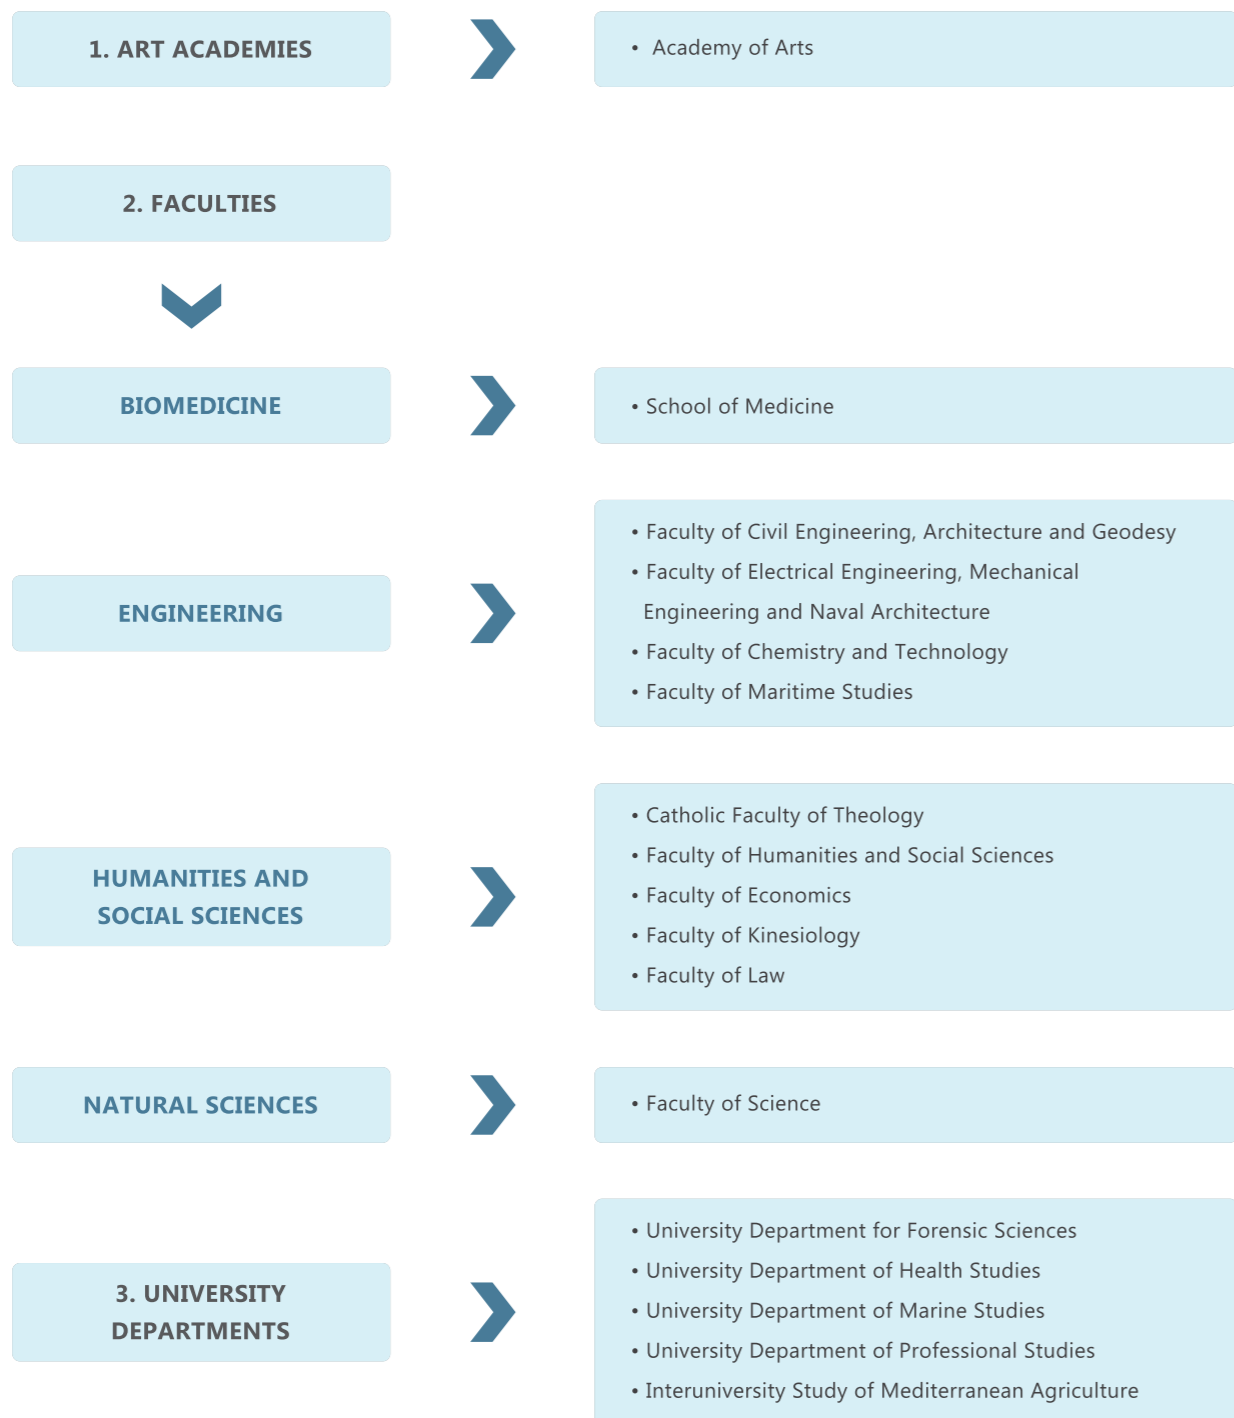 1. ART ACADEMIES
• Academy of Arts
2. FACULTIES
BIOMEDICINE
• School of Medicine
ENGINEERING
• Faculty of Civil Engineering, Architecture and Geodesy
• Faculty of Electrical Engineering, Mechanical
Engineering and Naval Architecture
• Faculty of Chemistry and Technology
• Faculty of Maritime Studies
HUMANITIES AND
SOCIAL SCIENCES
• Catholic Faculty of Theology
• Faculty of Humanities and Social Sciences
• Faculty of Economics
• Faculty of Kinesiology
• Faculty of Law
NATURAL SCIENCES
• Faculty of Science
3. UNIVERSITY
DEPARTMENTS
• University Department for Forensic Sciences
• University Department of Health Studies
• University Department of Marine Studies
• University Department of Professional Studies
• Interuniversity Study of Mediterranean Agriculture